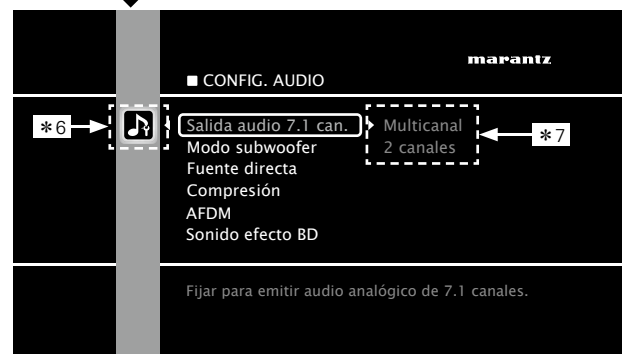 marantz
■ CONFIG. AUDIO
*6
Salida audio 7.1 can.
Multicanal
*7
Modo subwoofer
2 canales
Fuente directa
Compresión
AFDM
Sonido efecto BD
Fijar para emitir audio analógico de 7.1 canales.